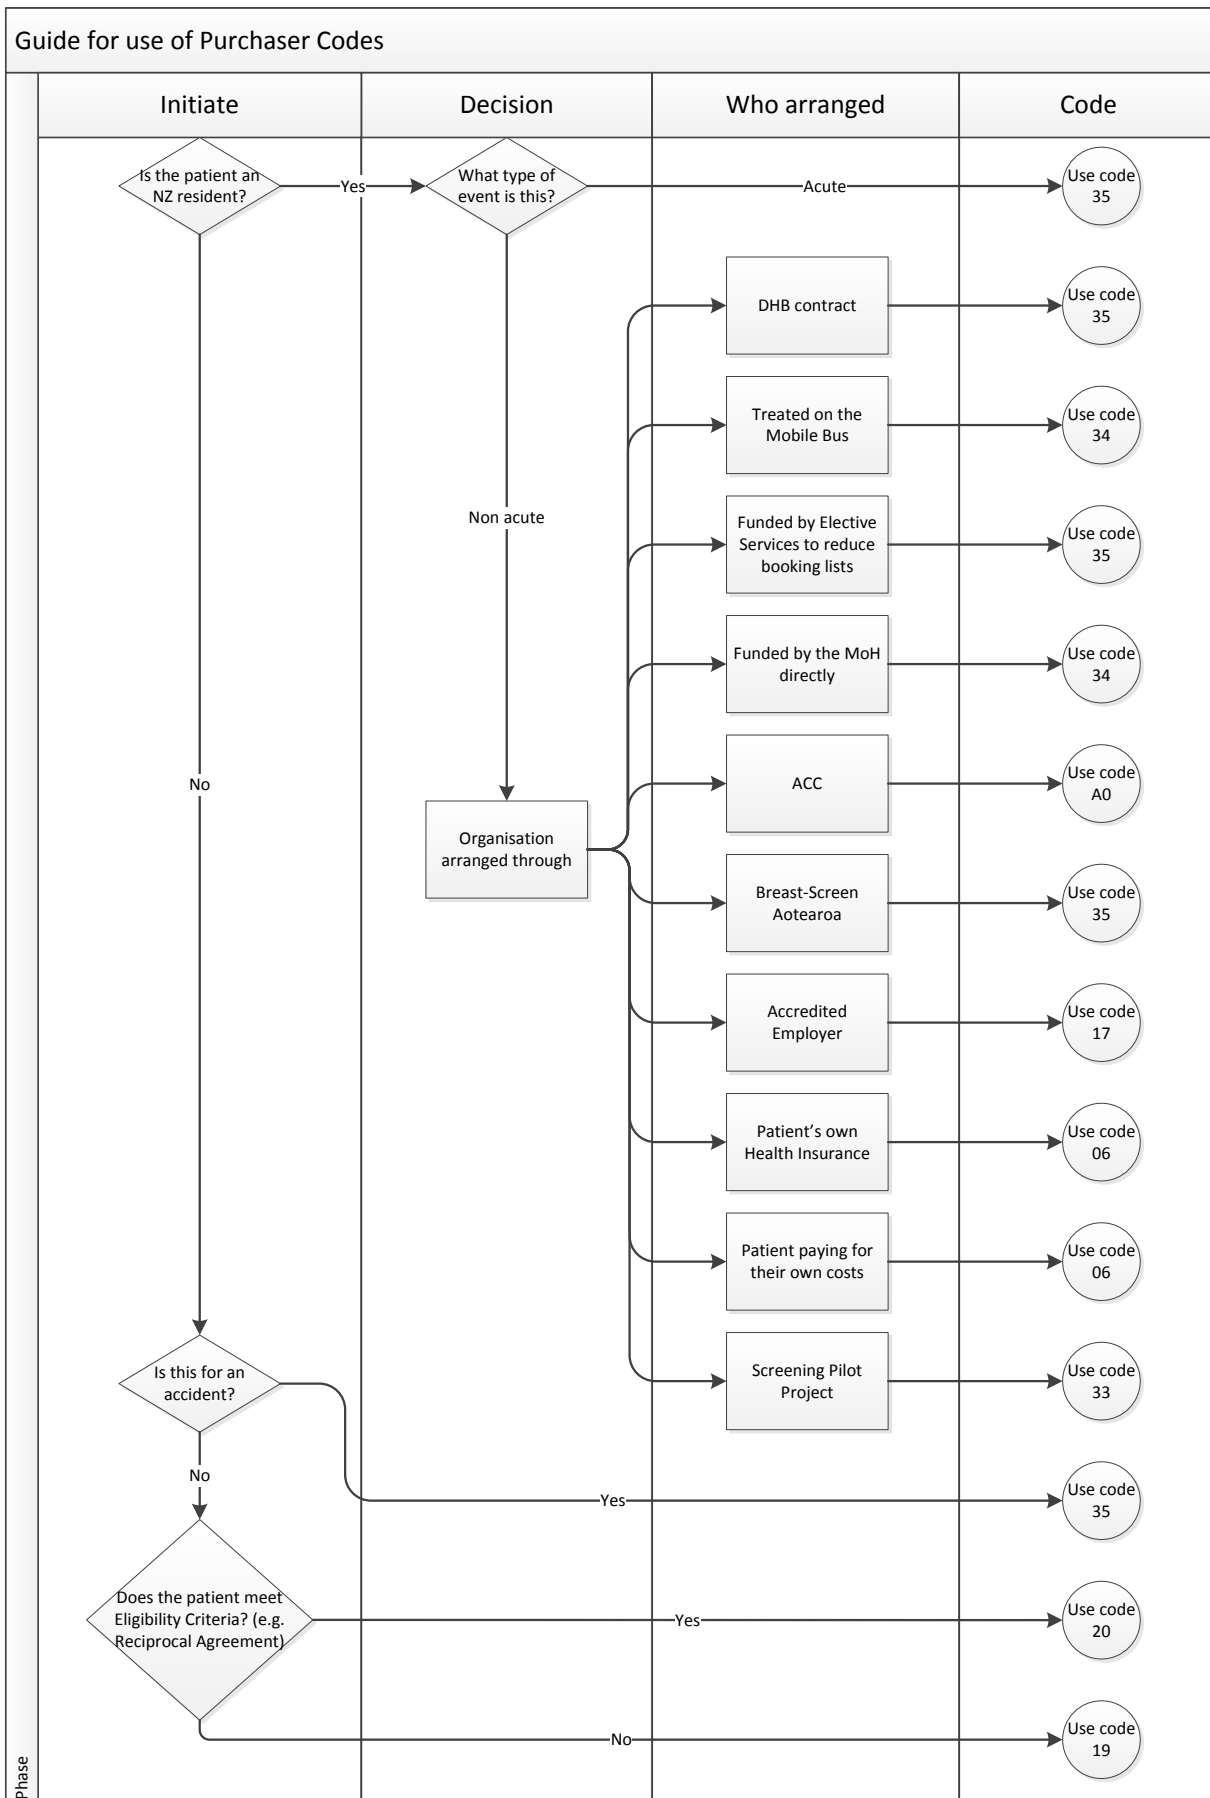 Guide for use of Purchaser Codes
Initiate
Decision
Who arranged
Code
Is the patient an
NZ resident?
Yes
What type of
event is this?
Acute
Use code
35
DHB contract
Use code
35
Treated on the
Mobile Bus
Use code
34
Non acute
Funded by Elective
Services to reduce
booking lists
Use code
35
Funded by the MoH
directly
Use code
34
No
ACC
Use code
A0
Organisation
arranged through
Breast-Screen
Aotearoa
Use code
35
Accredited
Employer
Use code
17
Patient’s own
Health Insurance
Use code
06
Patient paying for
their own costs
Use code
06
Is this for an
accident?
Screening Pilot
Project
Use code
33
No
Yes
Use code
35
Does the patient meet
Eligibility Criteria? (e.g.
Reciprocal Agreement)
Yes
Use code
20
No
Use code
19
Phase